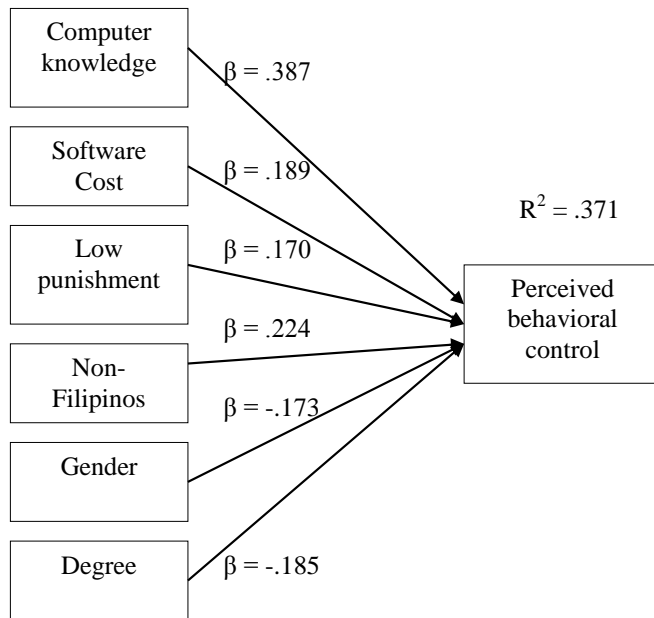 Computer
knowledge
β = .387
Software
Cost
β = .189
R² = .371
Low
punishment
β = .170
Perceived
behavioral
control
Non-
Filipinos
β = .224
Gender
β = -.173
Degree
β = -.185